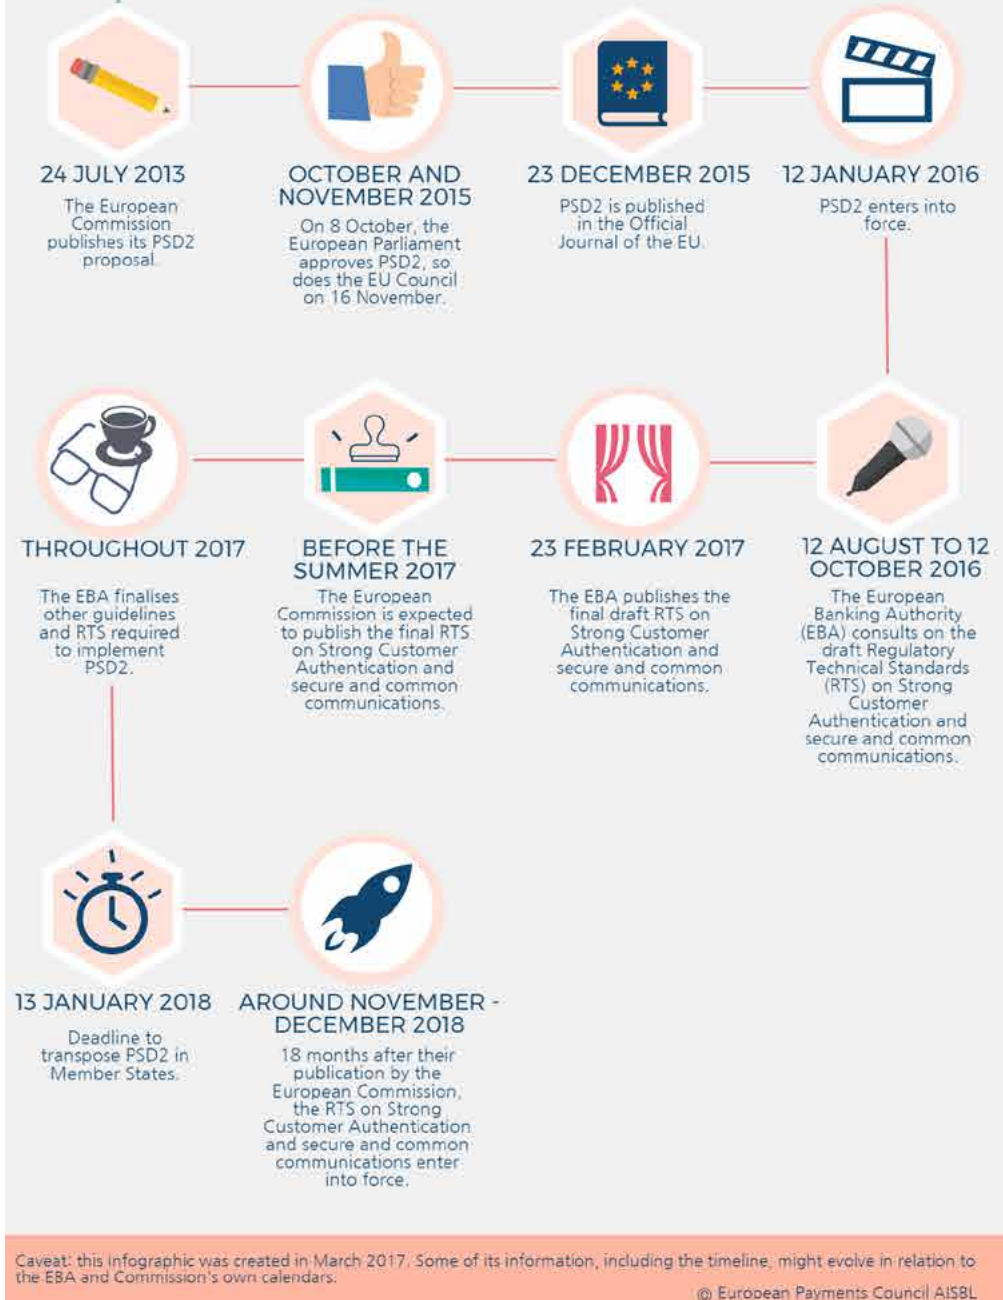 24 JULY 2013
The European
Commission
publishes its PSD2
proposal.
OCTOBER AND
NOVEMBER 2015
On 8 October, the
European Parliament
approves PSD2, so
does the EU Council
on 16 November.
23 DECEMBER 2015
PSD2 is published
in the Official
Journal of the EU.
12 JANUARY 2016
PSD2 enters into
force.
12 AUGUST TO 12
OCTOBER 2016
The European
Banking Authority
(EBA) consults on the
draft Regulatory
Technical Standards
(RTS) on Strong
Customer
Authentication and
secure and common
communications.
23 FEBRUARY 2017
The EBA publishes the
final draft RTS on
Strong Customer
Authentication and
secure and common
communications.
BEFORE THE
SUMMER 2017
The European
Commission is expected
to publish the final RTS
on Strong Customer
Authentication and
secure and common
communications.
THROUGHOUT 2017
The EBA finalises
other guidelines
and RTS required
to implement
PSD2.
13 JANUARY 2018
Deadline to
transpose PSD2 in
Member States.
AROUND NOVEMBER -
DECEMBER 2018
18 months after their
publication by the
European Commission,
the RTS on Strong
Customer Authentication
and secure and common
communications enter
into force.
Caveat: this infographic was created in March 2017. Some of its information, including the timeline, might evolve in relation to
the EBA and Commission's own calendars.
© European Payments Council AISBL